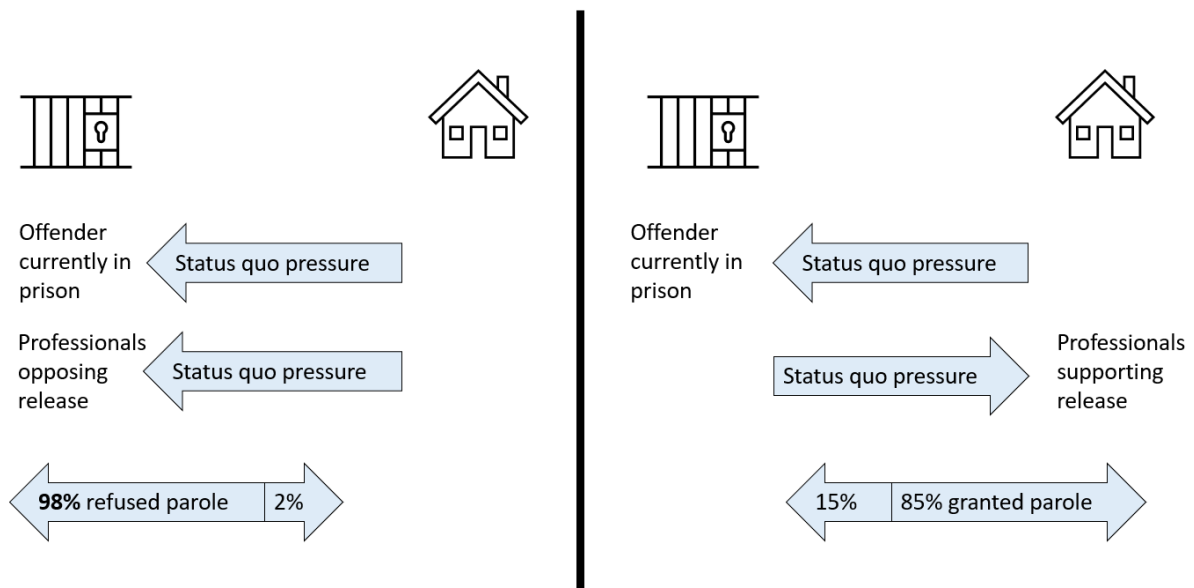 Offender
currently in
prison
Status quo pressure
Professionals
opposing
release
Status quo pressure
98% refused parole
2%
Offender
currently in
prison
Status quo pressure
Status quo pressure
Professionals
supporting
release
15%
85% granted parole